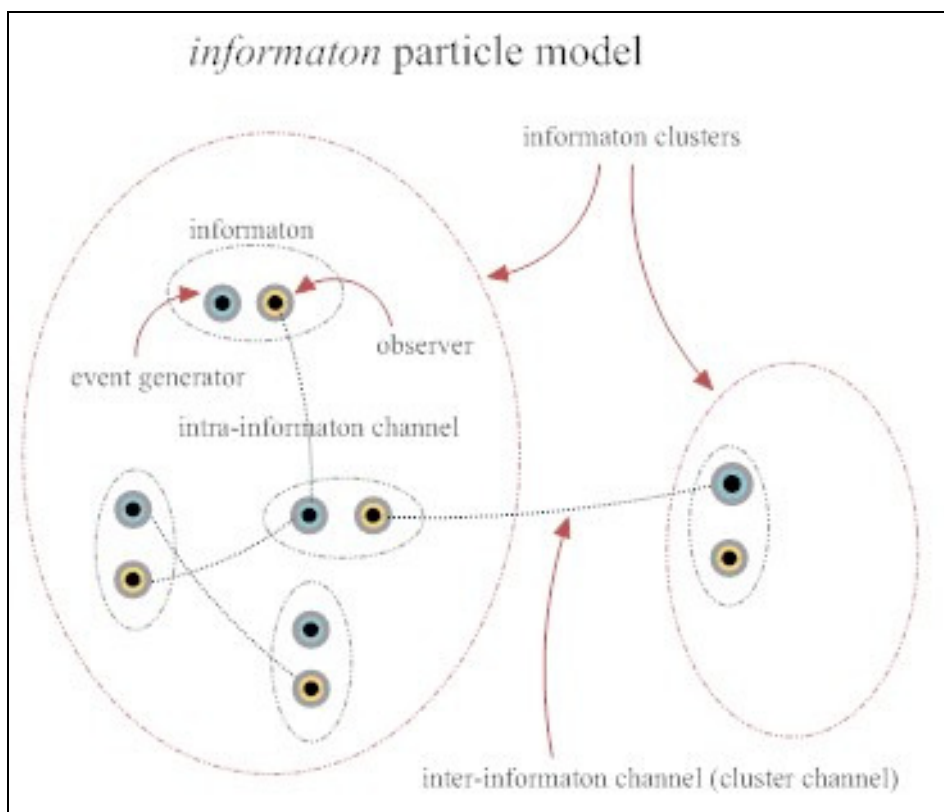 informaton particle model
informaton clusters
informaton
observer
event generator
intra-informaton channel
inter-informaton channel (cluster channel)